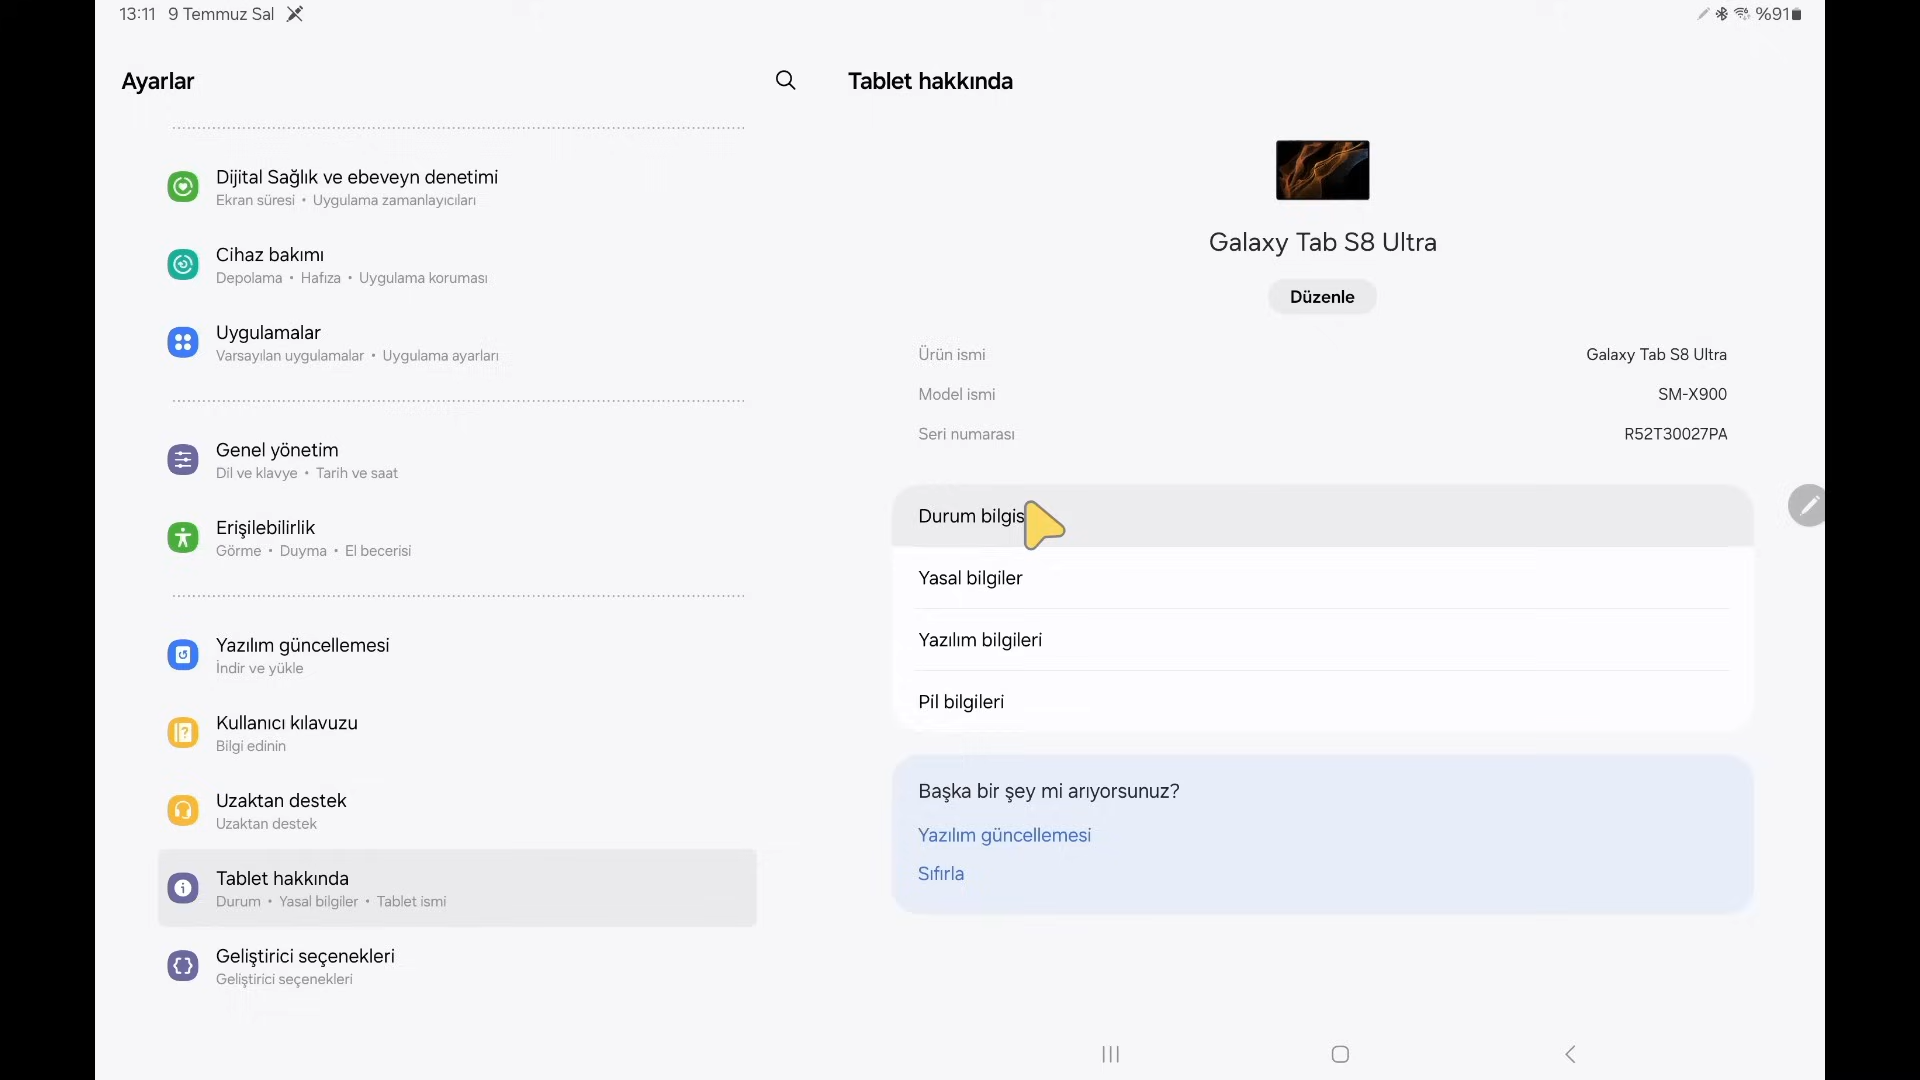 13:11 9 Temmuz Sal
%91
Ayarlar
Dijital Sağlık ve ebeveyn denetimi
Ekran süresi • Uygulama zamanlayıcıları
Cihaz bakımı
Depolama • Hafıza • Uygulama koruması
Uygulamalar
Varsayılan uygulamalar • Uygulama ayarları
Genel yönetim
Dil ve klavye • Tarih ve saat
Erişilebilirlik
Görme • Duyma • El becerisi
Yazılım güncellemesi
İndir ve yükle
Kullanıcı kılavuzu
Bilgi edinin
Uzaktan destek
Uzaktan destek
Tablet hakkında
Durum • Yasal bilgiler • Tablet ismi
Geliştirici seçenekleri
Geliştirici seçenekleri
Tablet hakkında
Galaxy Tab S8 Ultra
Düzenle
Ürün ismi Galaxy Tab S8 Ultra
Model ismi SM-X900
Seri numarası R52T30027PA
Durum bilgis
Yasal bilgiler
Yazılım bilgileri
Pil bilgileri
Başka bir şey mi arıyorsunuz?
Yazılım güncellemesi
Sıfırla